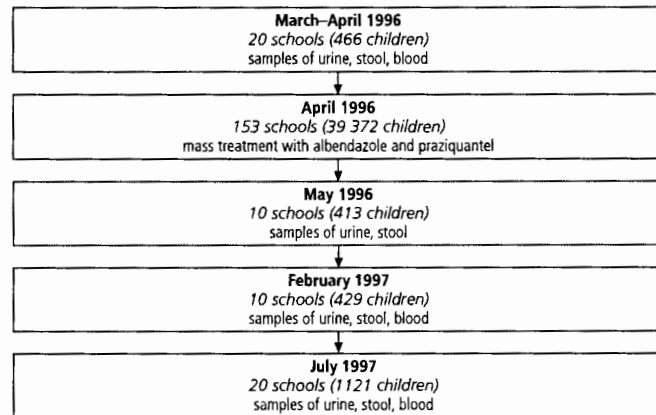 March–April 1996
20 schools (466 children)
samples of urine, stool, blood
April 1996
153 schools (39 372 children)
mass treatment with albendazole and praziquantel
May 1996
10 schools (413 children)
samples of urine, stool
February 1997
10 schools (429 children)
samples of urine, stool, blood
July 1997
20 schools (1121 children)
samples of urine, stool, blood